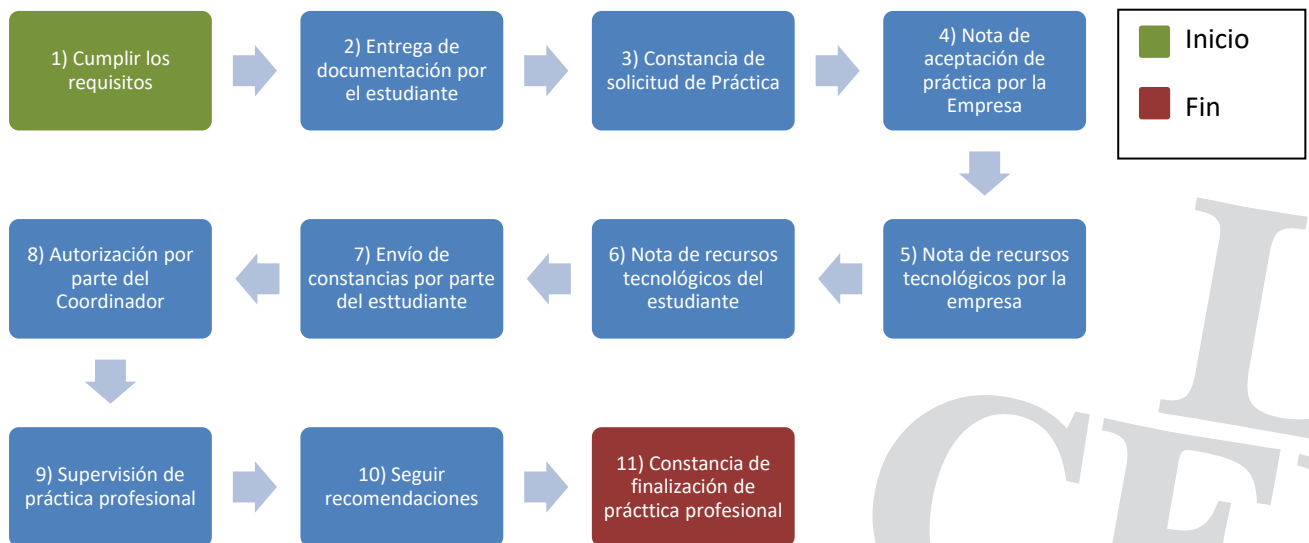 1) Cumplir los
requisitos
2) Entrega de
documentación por
el estudiante
3) Constancia de
solicitud de Práctica
4) Nota de
aceptación de
práctica por la
Empresa
Inicio
Fin
8) Autorización por
parte del
Coordinador
7) Envío de
constancias por parte
del esttudiante
6) Nota de recursos
tecnológicos del
estudiante
5) Nota de recursos
tecnológicos por la
empresa
9) Supervisión de
práctica profesional
10) Seguir
recomendaciones
11) Constancia de
finalización de
prácttica profesional